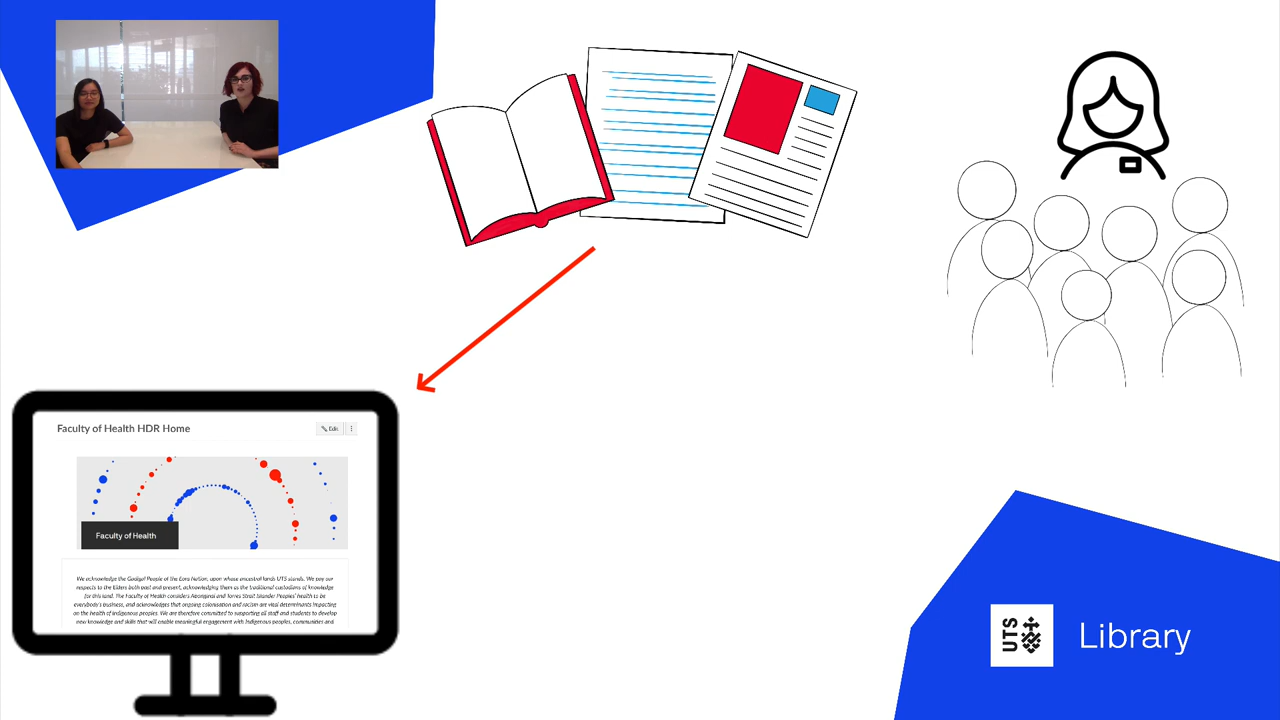 Faculty of Health HDR Home
Edit
Faculty of Health
We acknowledge the Gadigal People of the Eora Nation, upon whose ancestral lands UTS stands. We pay our
respects to the Elders both past and present, acknowledging them as the traditional custodians of knowledge
for this land. The Faculty of Health considers Aboriginal and Torres Strait Islander Peoples' health to be
everybody's business, and acknowledges that ongoing colonisation and racism are vital determinants impacting
on the health of Indigenous peoples. We are therefore committed to supporting all staff and students to develop
new knowledge and skills that will enable meaningful engagement with Indigenous peoples, communities and
UTS
Library